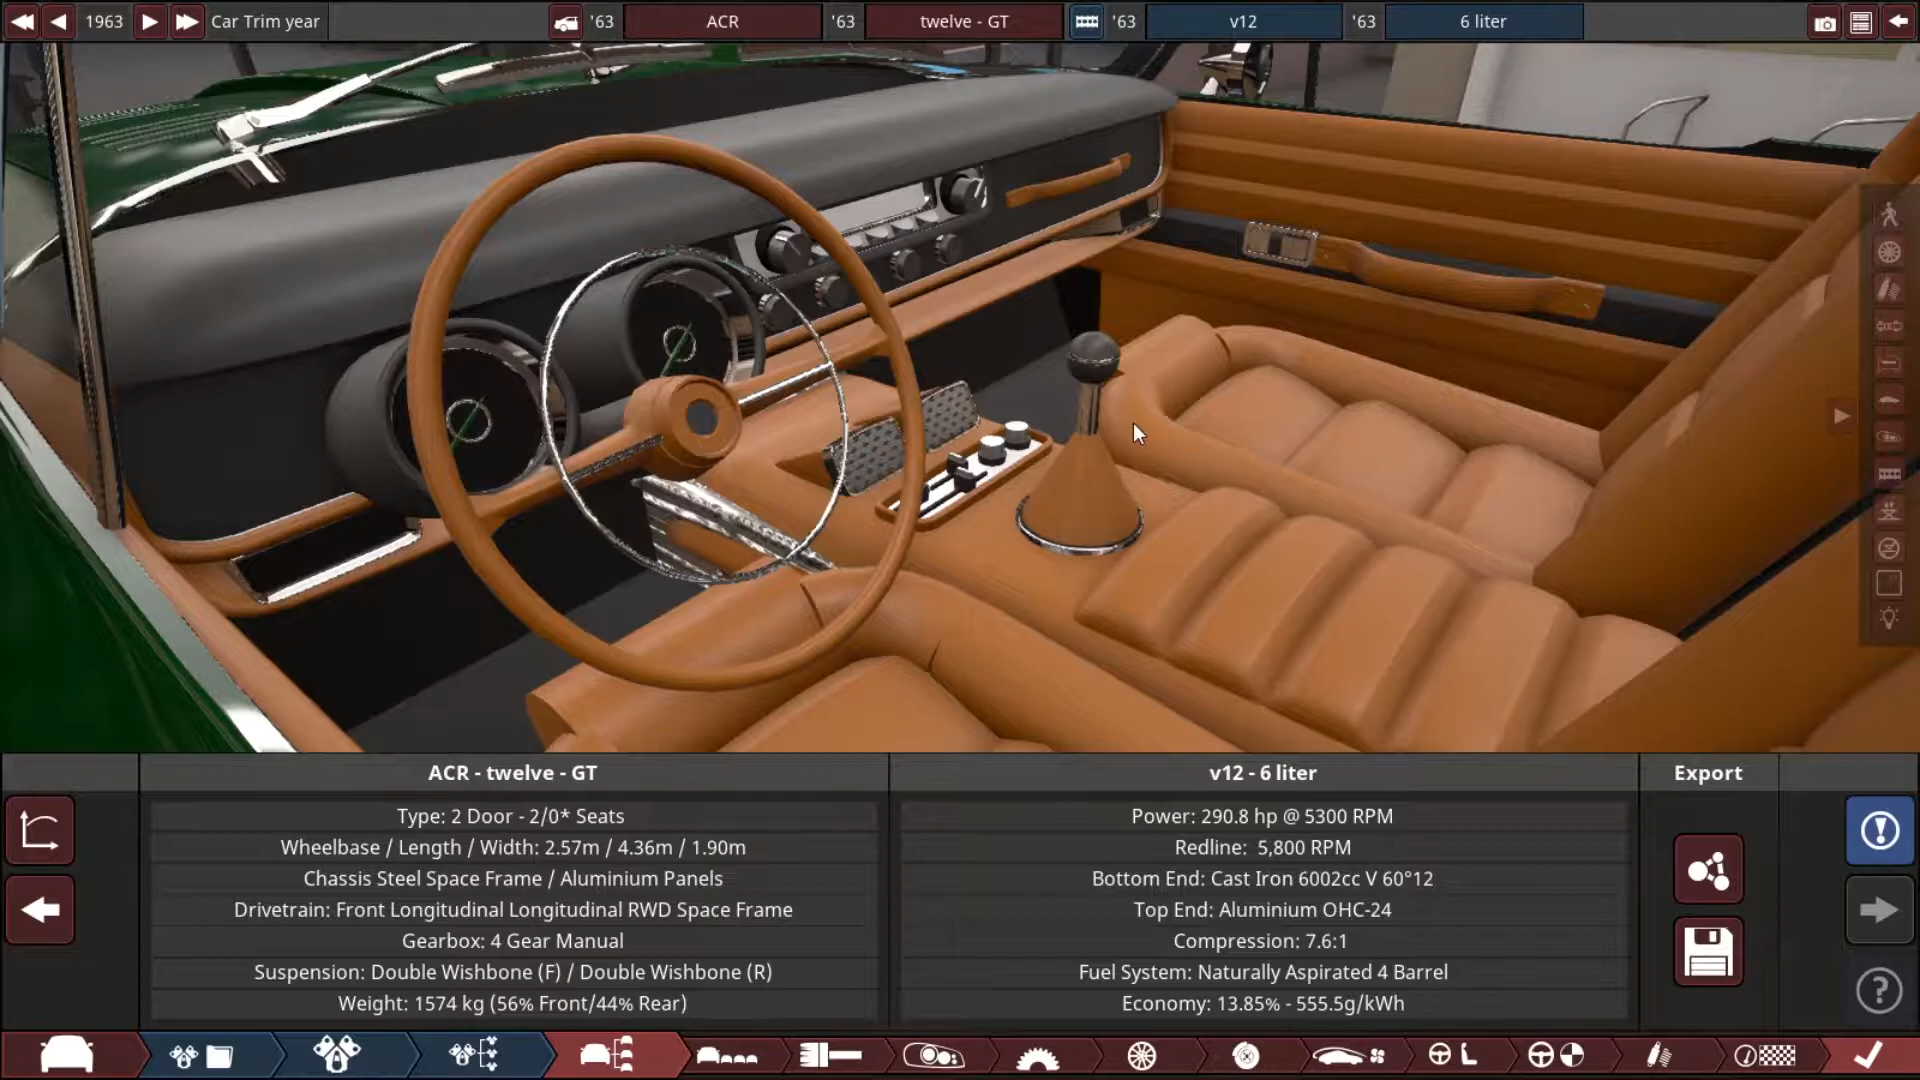 1963 Car Trim year '63 ACR '63 twelve - GT '63 v12 '63 6 liter
ACR - twelve - GT
Type: 2 Door - 2/0* Seats
Wheelbase / Length / Width: 2.57m / 4.36m / 1.90m
Chassis Steel Space Frame / Aluminium Panels
Drivetrain: Front Longitudinal Longitudinal RWD Space Frame
Gearbox: 4 Gear Manual
Suspension: Double Wishbone (F) / Double Wishbone (R)
Weight: 1574 kg (56% Front/44% Rear)
v12 - 6 liter
Power: 290.8 hp @ 5300 RPM
Redline: 5,800 RPM
Bottom End: Cast Iron 6002cc V 60°12
Top End: Aluminium OHC-24
Compression: 7.6:1
Fuel System: Naturally Aspirated 4 Barrel
Economy: 13.85% - 555.5g/kWh
Export